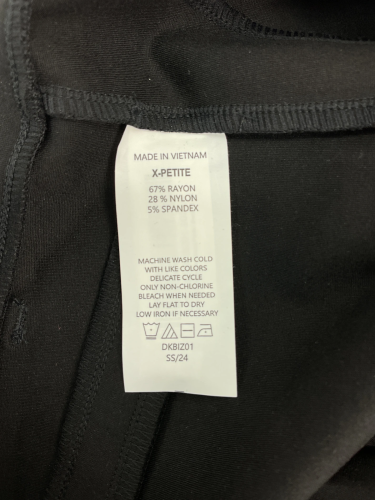 MADE IN VIETNAM
X-PETITE
67% RAYON
28 % NYLON
5% SPANDEX
MACHINE WASH COLD
WITH LIKE COLORS
DELICATE CYCLE
ONLY NON-CHLORINE
BLEACH WHEN NEEDED
LAY FLAT TO DRY
LOW IRON IF NECESSARY
DKBIZ01
SS/24